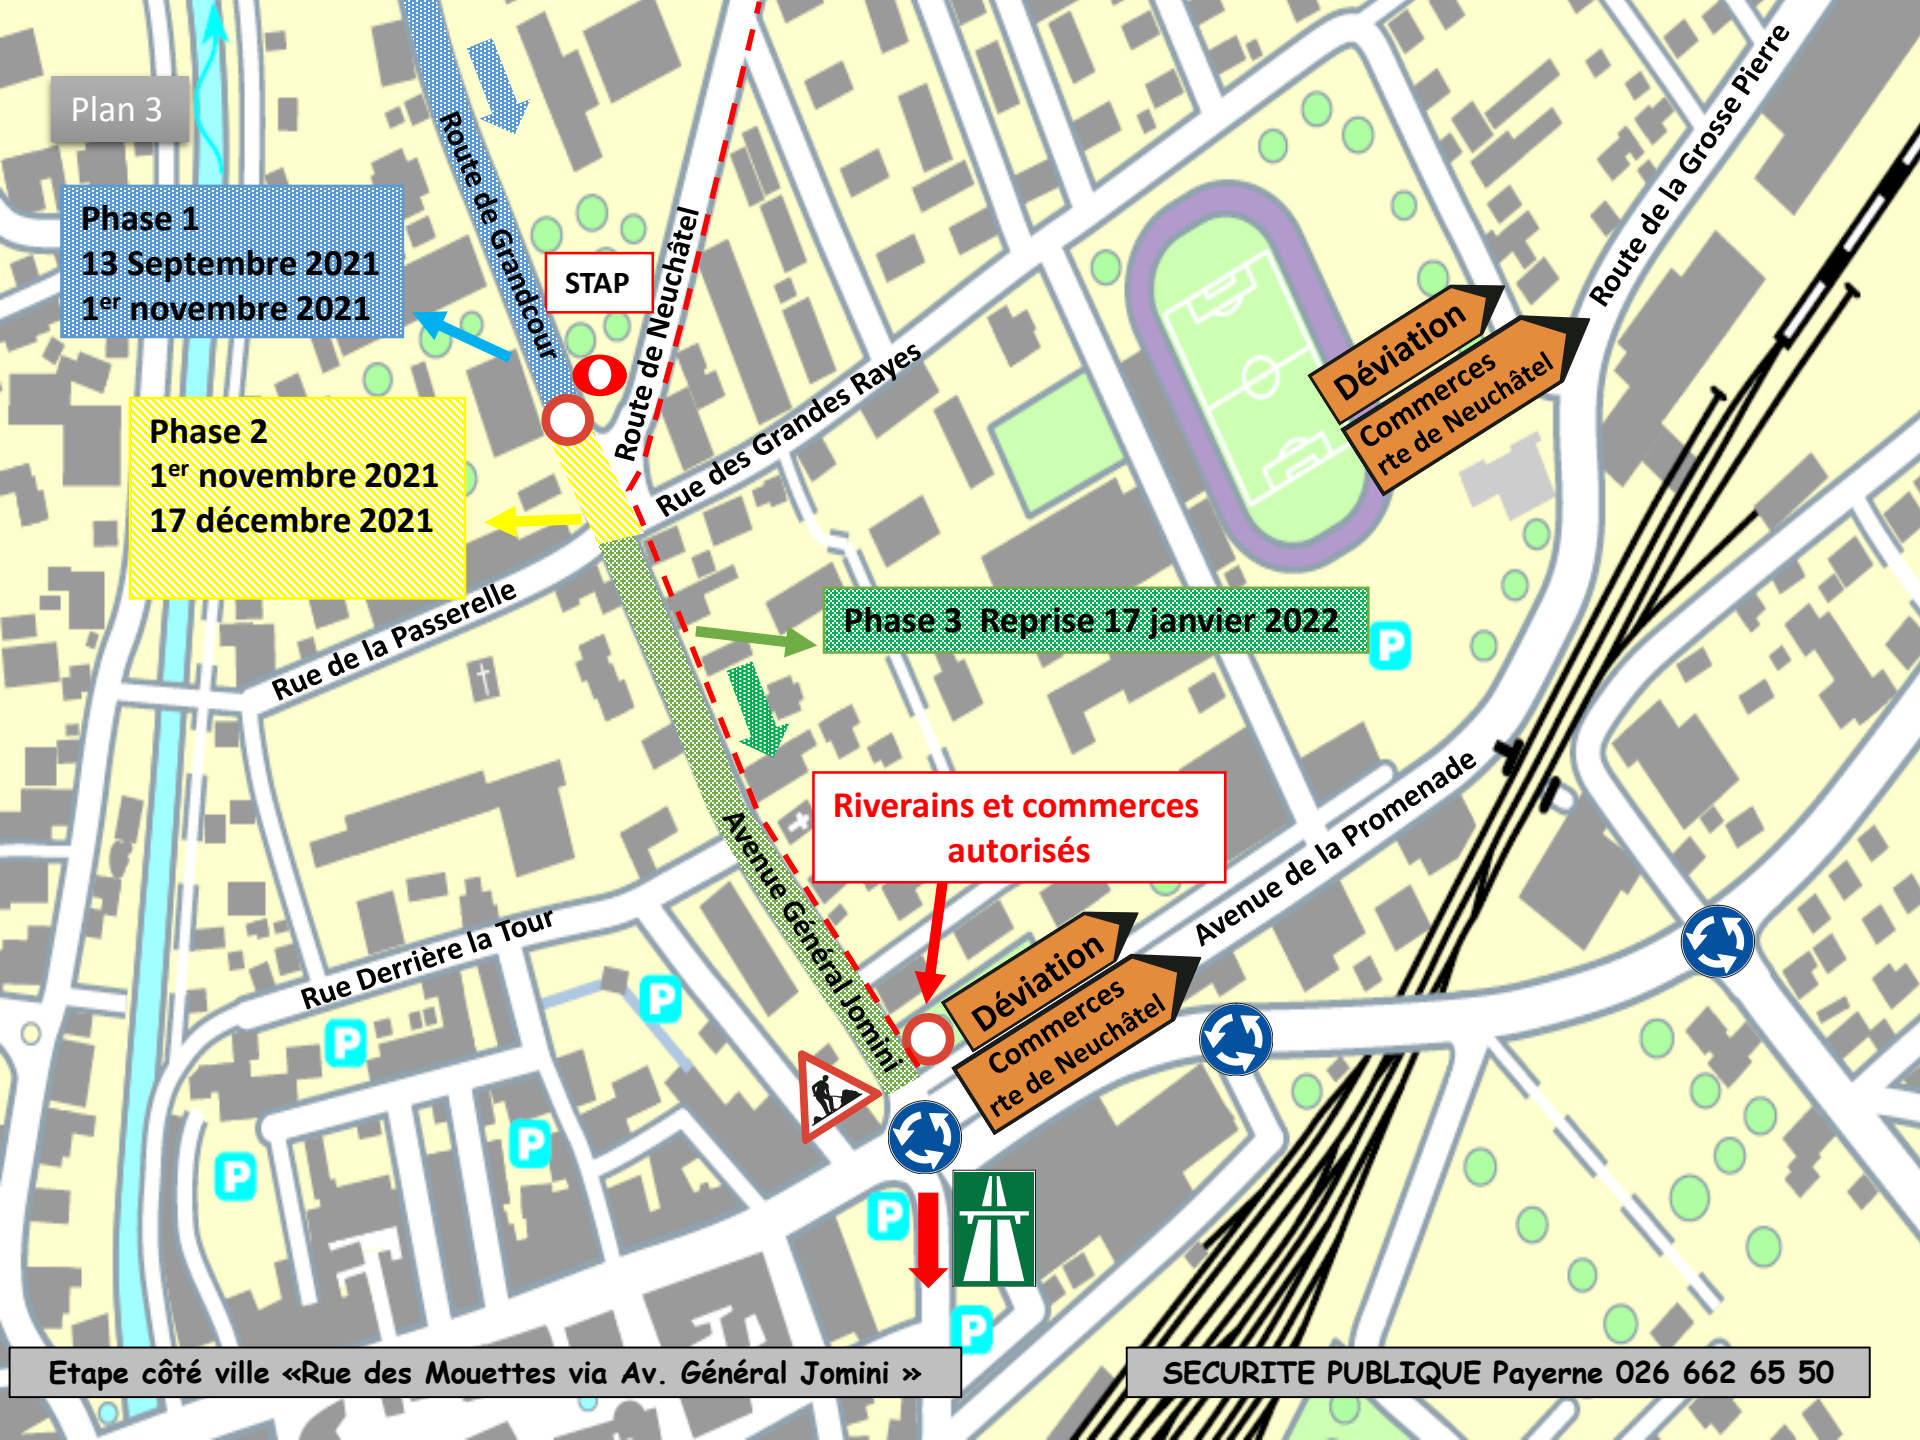 Plan 3
Phase 1
13 Septembre 2021
1er novembre 2021
Route de Grandcour
STAP
Route de Neuchâtel
Route de la Grosse Pierre
Déviation
Commerces
rte de Neuchâtel
Rue des Grandes Rayes
Phase 2
1er novembre 2021
17 décembre 2021
Rue de la Passerelle
Phase 3  Reprise 17 janvier 2022
P
Riverains et commerces
autorisés
Avenue de la Promenade
Avenue Général Jomini
Rue Derrière la Tour
Déviation
Commerces
rte de Neuchâtel
P
P
P
P
P
P
Etape côté ville «Rue des Mouettes via Av. Général Jomini »
SECURITE PUBLIQUE Payerne 026 662 65 50